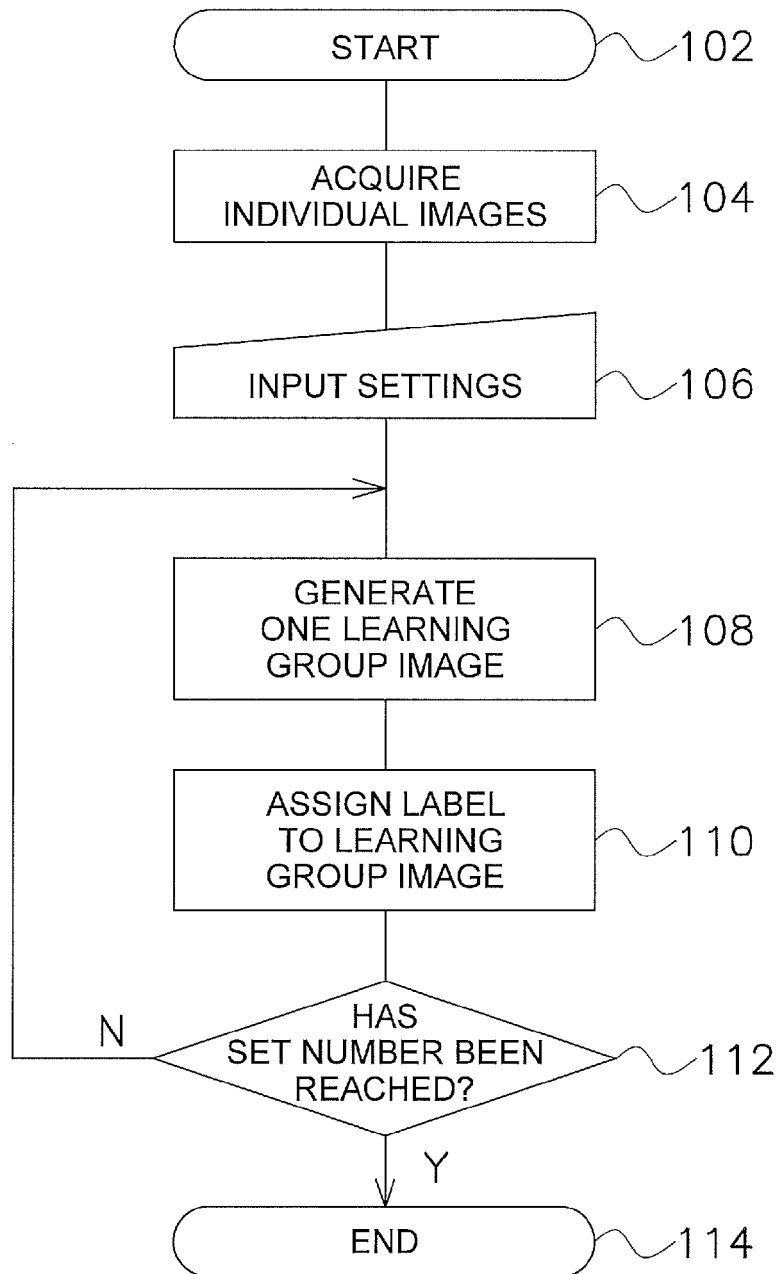 START
102
ACQUIRE
INDIVIDUAL IMAGES
104
INPUT SETTINGS
106
GENERATE
ONE LEARNING
GROUP IMAGE
108
ASSIGN LABEL
TO LEARNING
GROUP IMAGE
110
HAS
SET NUMBER BEEN
REACHED?
112
N
Y
END
114